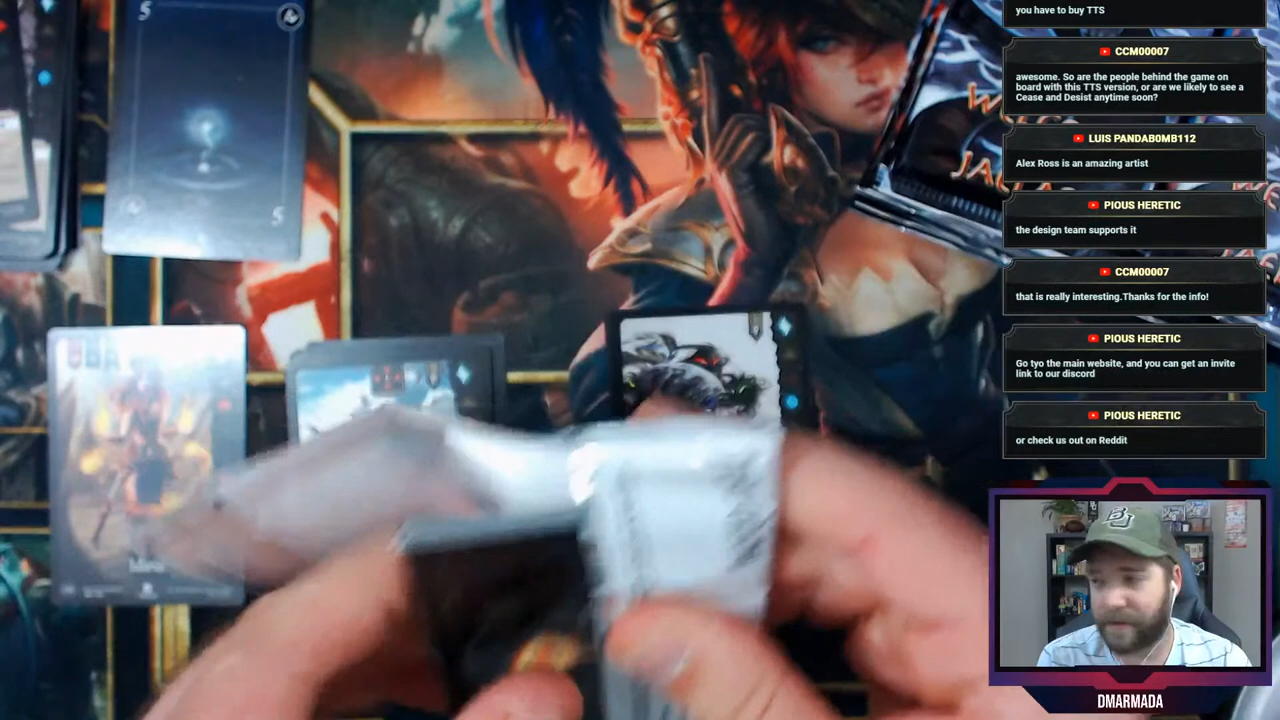 5
5
you have to buy TTS
CCM00007
awesome. So are the people behind the game on
board with this TTS version, or are we likely to see a
Cease and Desist anytime soon?
LUIS PANDAB0MB112
Alex Ross is an amazing artist
PIOUS HERETIC
the design team supports it
CCM00007
that is really interesting.Thanks for the info!
PIOUS HERETIC
Go tyo the main website, and you can get an invite
link to our discord
PIOUS HERETIC
or check us out on Reddit
DMARMADA